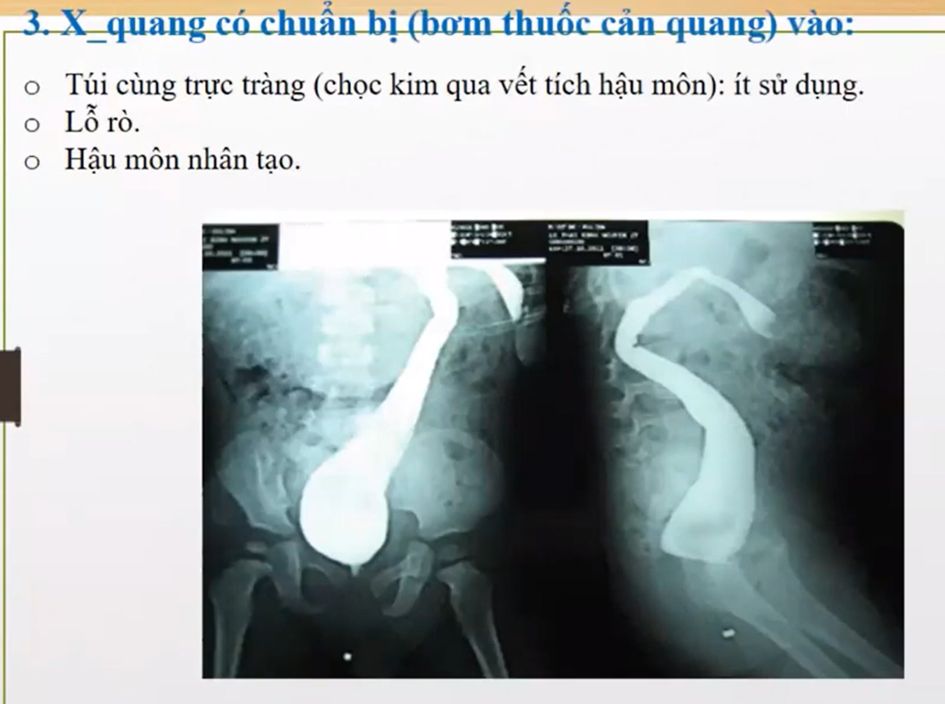 3. X_quang có chuẩn bị (bơm thuốc cản quang) vào:
Túi cùng trực tràng (chọc kim qua vết tích hậu môn): ít sử dụng.
Lỗ rò.
Hậu môn nhân tạo.